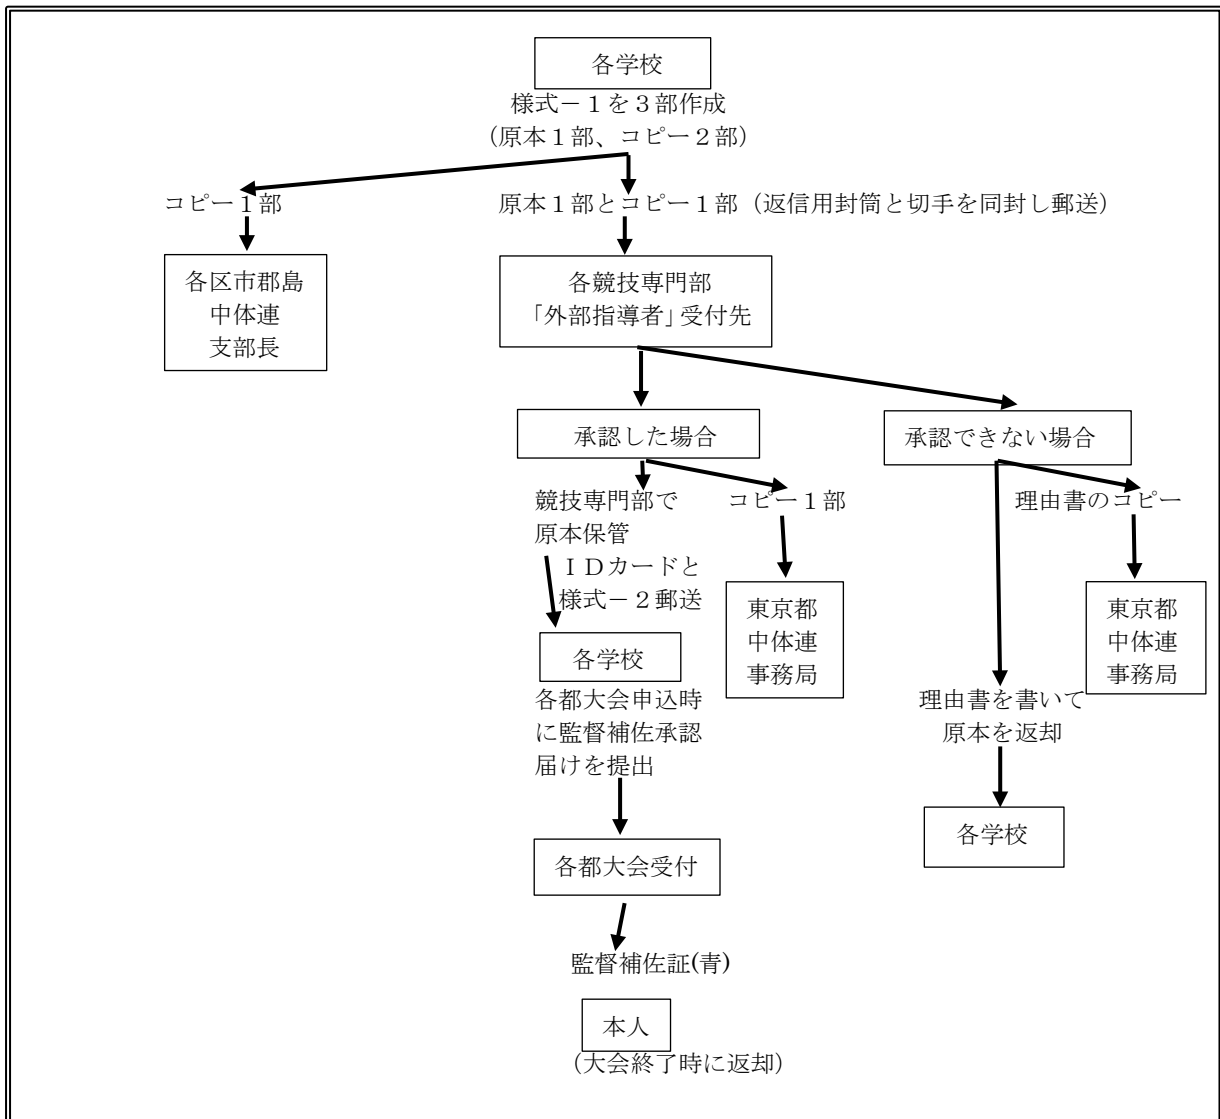 各学校
様式－１を３部作成
（原本１部、コピー２部）
コピー１部
原本１部とコピー１部（返信用封筒と切手を同封し郵送）
各区市郡島
中体連
支部長
各競技専門部
「外部指導者」受付先
承認した場合
承認できない場合
競技専門部で
原本保管
コピー１部
理由書のコピー
ＩＤカードと
様式－２郵送
東京都
中体連
事務局
東京都
中体連
事務局
各学校
各都大会申込時
に監督補佐承認
届けを提出
理由書を書いて
原本を返却
各学校
各都大会受付
監督補佐証(青)
本人
（大会終了時に返却）